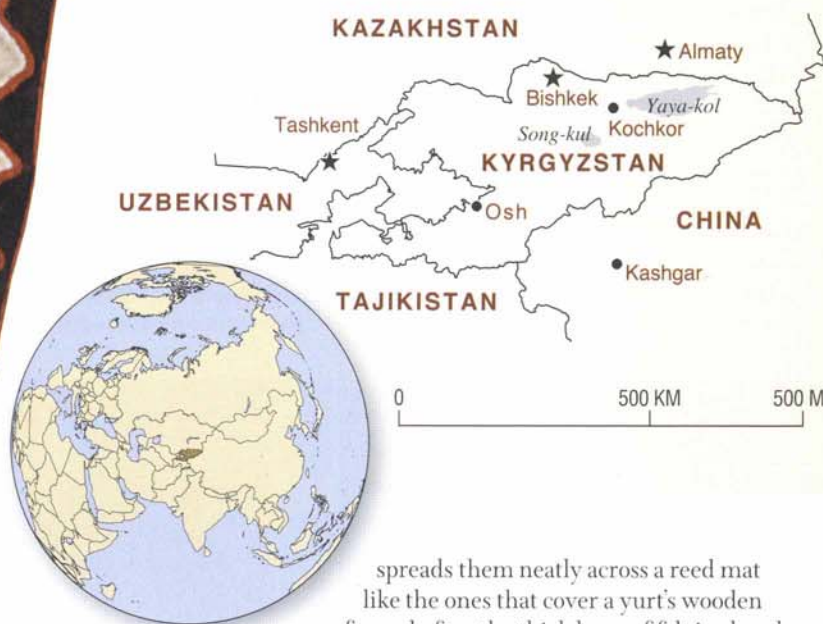 KAZAKHSTAN
Almaty
Bishkek
Yaya-kol
Tashkent
Song-kul
Kochkor
KYRGYZSTAN
UZBEKISTAN
Osh
CHINA
Kashgar
TAJIKISTAN
0 500 KM 500 M
spreads them neatly across a reed mat
like the ones that cover a yurt's wooden